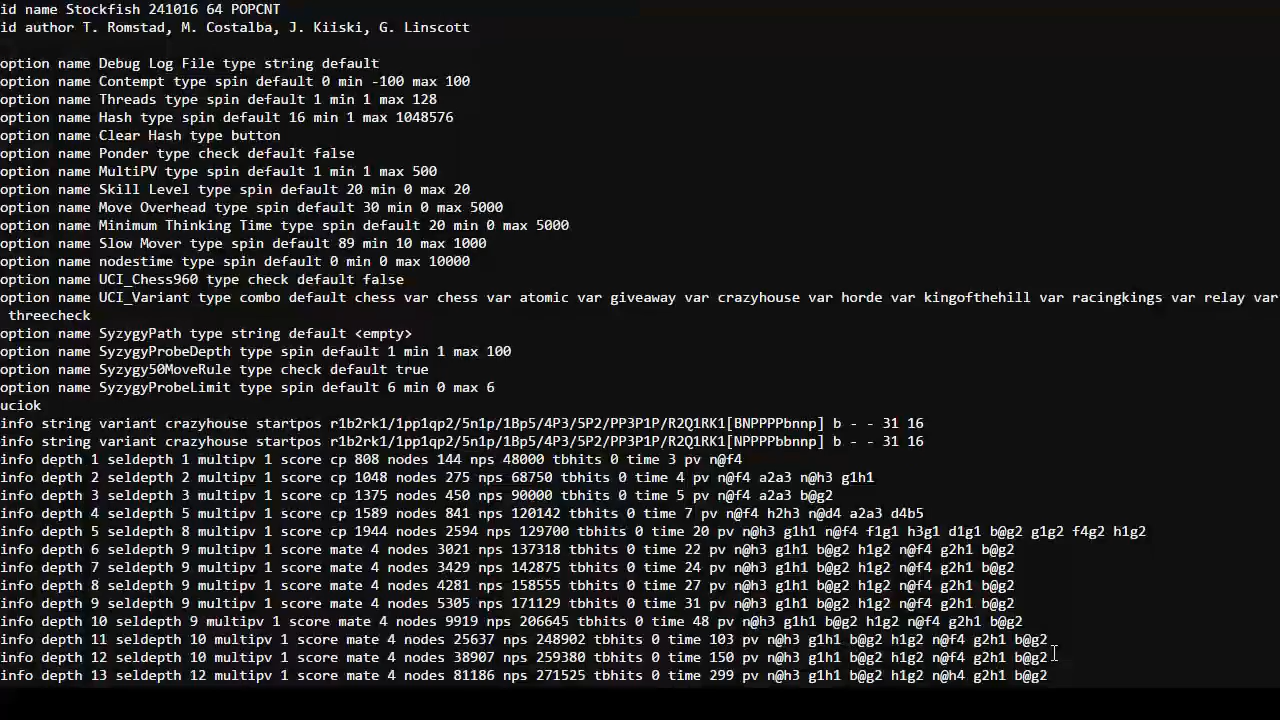 id name Stockfish 241016 64 POPCNT
id author T. Romstad, M. Costalba, J. Kiiski, G. Linscott
option name Debug Log File type string default
option name Contempt type spin default 0 min -100 max 100
option name Threads type spin default 1 min 1 max 128
option name Hash type spin default 16 min 1 max 1048576
option name Clear Hash type button
option name Ponder type check default false
option name MultiPV type spin default 1 min 1 max 500
option name Skill Level type spin default 20 min 0 max 20
option name Move Overhead type spin default 30 min 0 max 5000
option name Minimum Thinking Time type spin default 20 min 0 max 5000
option name Slow Mover type spin default 89 min 10 max 1000
option name nodestime type spin default 0 min 0 max 10000
option name UCI_Chess960 type check default false
option name UCI_Variant type combo default chess var chess var atomic var giveaway var crazyhouse var horde var kingofthehill var racingkings var relay var
threecheck
option name SyzygyPath type string default <empty>
option name SyzygyProbeDepth type spin default 1 min 1 max 100
option name Syzygy50MoveRule type check default true
option name SyzygyProbeLimit type spin default 6 min 0 max 6
uciok
info string variant crazyhouse startpos r1b2rk1/1pp1qp2/5n1p/1Bp5/4P3/5P2/PP3P1P/R2Q1RK1[BNPPPPbnnp] b - - 31 16
info string variant crazyhouse startpos r1b2rk1/1pp1qp2/5n1p/1Bp5/4P3/5P2/PP3P1P/R2Q1RK1[NPPPPbbnnp] b - - 31 16
info depth 1 seldepth 1 multipv 1 score cp 808 nodes 144 nps 48000 tbhits 0 time 3 pv n@f4
info depth 2 seldepth 2 multipv 1 score cp 1048 nodes 275 nps 68750 tbhits 0 time 4 pv n@f4 a2a3 n@h3 g1h1
info depth 3 seldepth 3 multipv 1 score cp 1375 nodes 450 nps 90000 tbhits 0 time 5 pv n@f4 a2a3 b@g2
info depth 4 seldepth 5 multipv 1 score cp 1589 nodes 841 nps 120142 tbhits 0 time 7 pv n@f4 h2h3 n@d4 a2a3 d4b5
info depth 5 seldepth 8 multipv 1 score cp 1944 nodes 2594 nps 129700 tbhits 0 time 20 pv n@h3 g1h1 n@f4 f1g1 h3g1 d1g1 b@g2 g1g2 f4g2 h1g2
info depth 6 seldepth 9 multipv 1 score mate 4 nodes 3021 nps 137318 tbhits 0 time 22 pv n@h3 g1h1 b@g2 h1g2 n@f4 g2h1 b@g2
info depth 7 seldepth 9 multipv 1 score mate 4 nodes 3429 nps 142875 tbhits 0 time 24 pv n@h3 g1h1 b@g2 h1g2 n@f4 g2h1 b@g2
info depth 8 seldepth 9 multipv 1 score mate 4 nodes 4281 nps 158555 tbhits 0 time 27 pv n@h3 g1h1 b@g2 h1g2 n@f4 g2h1 b@g2
info depth 9 seldepth 9 multipv 1 score mate 4 nodes 5305 nps 171129 tbhits 0 time 31 pv n@h3 g1h1 b@g2 h1g2 n@f4 g2h1 b@g2
info depth 10 seldepth 9 multipv 1 score mate 4 nodes 9919 nps 206645 tbhits 0 time 48 pv n@h3 g1h1 b@g2 h1g2 n@f4 g2h1 b@g2
info depth 11 seldepth 10 multipv 1 score mate 4 nodes 25637 nps 248902 tbhits 0 time 103 pv n@h3 g1h1 b@g2 h1g2 n@f4 g2h1 b@g2
info depth 12 seldepth 10 multipv 1 score mate 4 nodes 38907 nps 259380 tbhits 0 time 150 pv n@h3 g1h1 b@g2 h1g2 n@f4 g2h1 b@g2
info depth 13 seldepth 12 multipv 1 score mate 4 nodes 81186 nps 271525 tbhits 0 time 299 pv n@h3 g1h1 b@g2 h1g2 n@h4 g2h1 b@g2